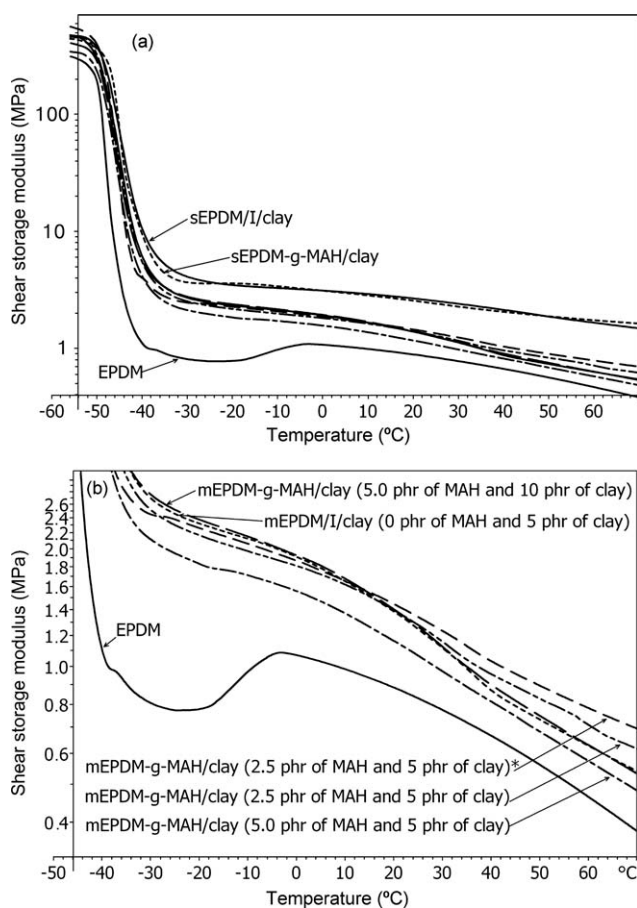 (a)
Shear storage modulus (MPa)
100
10
1
sEPDM/I/clay
sEPDM-g-MAH/clay
EPDM
-60 -50 -40 -30 -20 -10 0 10 20 30 40 50 60
Temperature (ºC)
(b)
Shear storage modulus (MPa)
2.6
2.4
2.2
2.0
1.8
1.6
1.4
1.2
1.0
0.8
0.6
0.4
mEPDM-g-MAH/clay (5.0 phr of MAH and 10 phr of clay)
mEPDM/I/clay (0 phr of MAH and 5 phr of clay)
EPDM
mEPDM-g-MAH/clay (2.5 phr of MAH and 5 phr of clay)*
mEPDM-g-MAH/clay (2.5 phr of MAH and 5 phr of clay)
mEPDM-g-MAH/clay (5.0 phr of MAH and 5 phr of clay)
-50 -40 -30 -20 -10 0 10 20 30 40 50 60 ºC
Temperature (ºC)